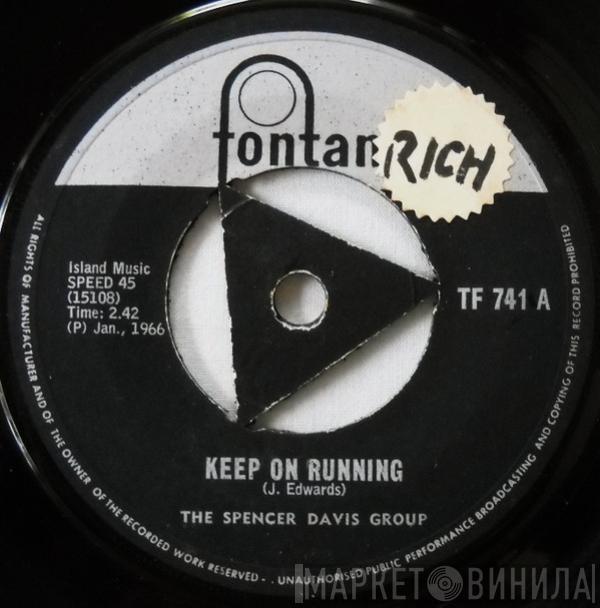 fontan
RICH
Island Music
SPEED 45
(15108)
Time: 2.42
(P) Jan., 1966
TF 741 A
KEEP ON RUNNING
(J. Edwards)
THE SPENCER DAVIS GROUP
ALL RIGHTS OF MANUFACTURER AND OF THE OWNER OF THE RECORDED WORK RESERVED - . . UNAUTHORISED PUBLIC PERFORMANCE BROADCASTING AND COPYING OF THIS RECORD PROHIBITED
МАРКЕТ ВИНИЛА